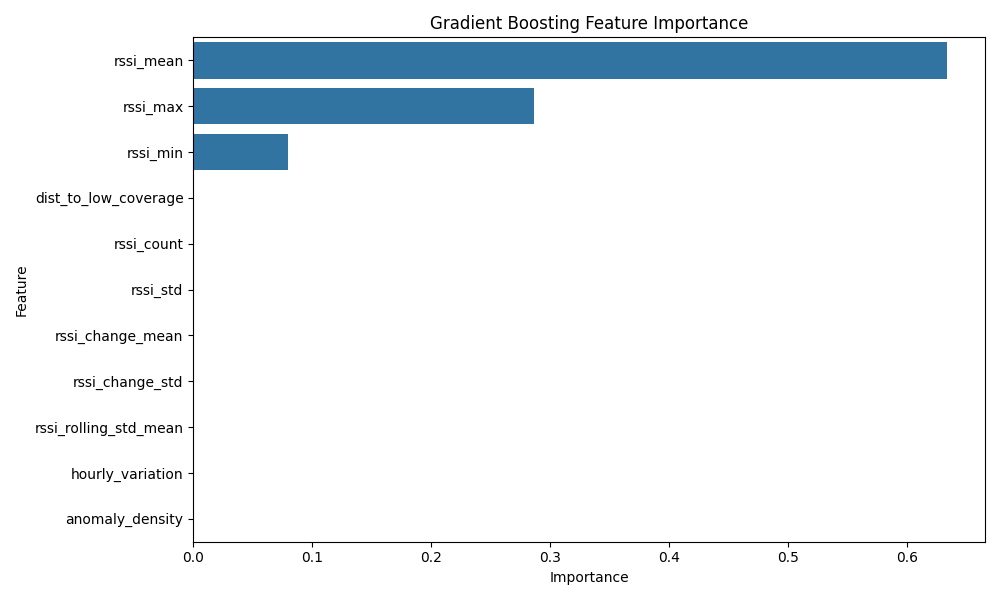 Gradient Boosting Feature Importance
rssi_mean
rssi_max
rssi_min
dist_to_low_coverage
rssi_count
rssi_std
rssi_change_mean
rssi_change_std
rssi_rolling_std_mean
hourly_variation
anomaly_density
Feature
0.0 0.1 0.2 0.3 0.4 0.5 0.6
Importance